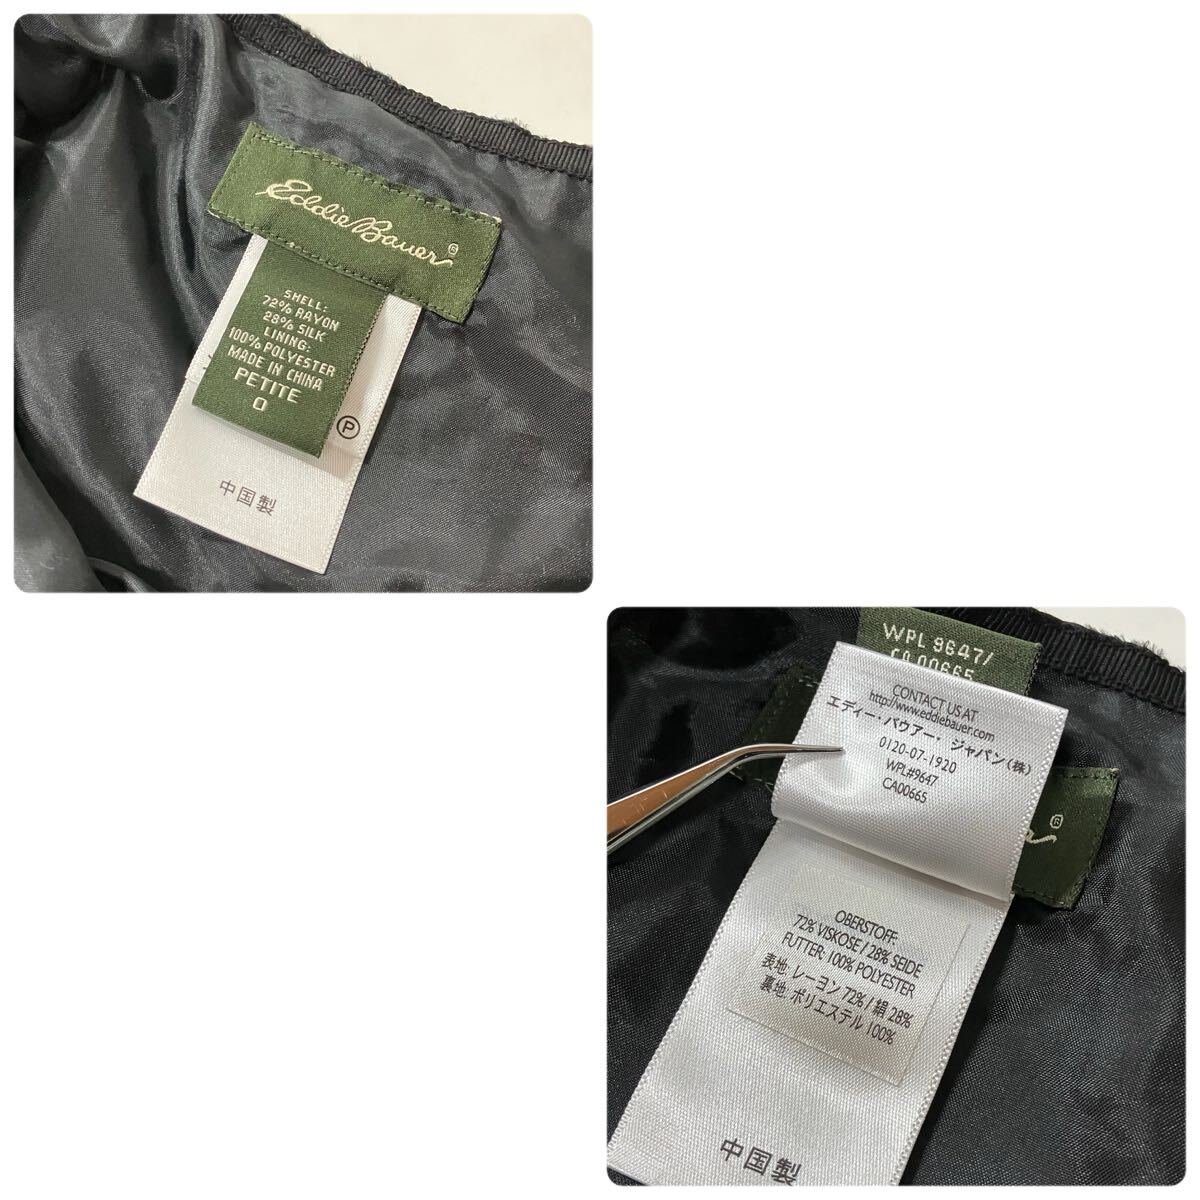 Eddie Bauer®
SHELL:
72% RAYON
28% SILK
LINING:
100% POLYESTER
MADE IN CHINA
PETITE
0
P
中国製
WPL 9647/
CA00665
CONTACT US AT
http://www.eddiebauer.com
エディー・バウアー・ジャパン(株)
0120-07-1920
WPL#9647
CA00665
OBERSTOFF:
72% VISKOSE / 28% SEIDE
FUTTER: 100% POLYESTER
表地: レーヨン 72% / 絹 28%
裏地: ポリエステル 100%
中国製